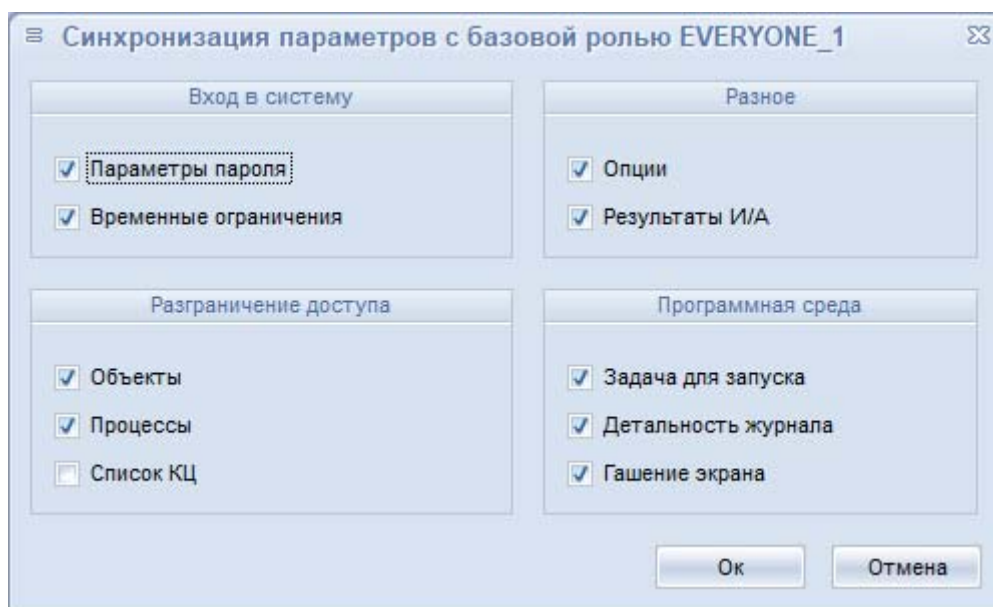 Синхронизация параметров с базовой ролью EVERYONE_1
Вход в систему
Параметры пароля
Временные ограничения
Разное
Опции
Результаты И/А
Разграничение доступа
Объекты
Процессы
Список КЦ
Программная среда
Задача для запуска
Детальность журнала
Гашение экрана
Ок
Отмена